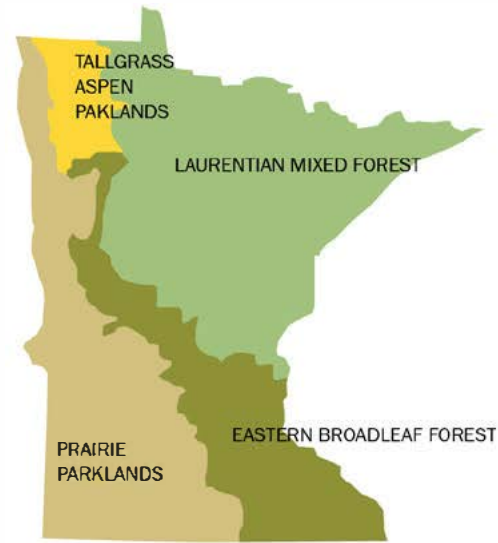 TALLGRASS
ASPEN
PAKLANDS
LAURENTIAN MIXED FOREST
EASTERN BROADLEAF FOREST
PRAIRIE
PARKLANDS